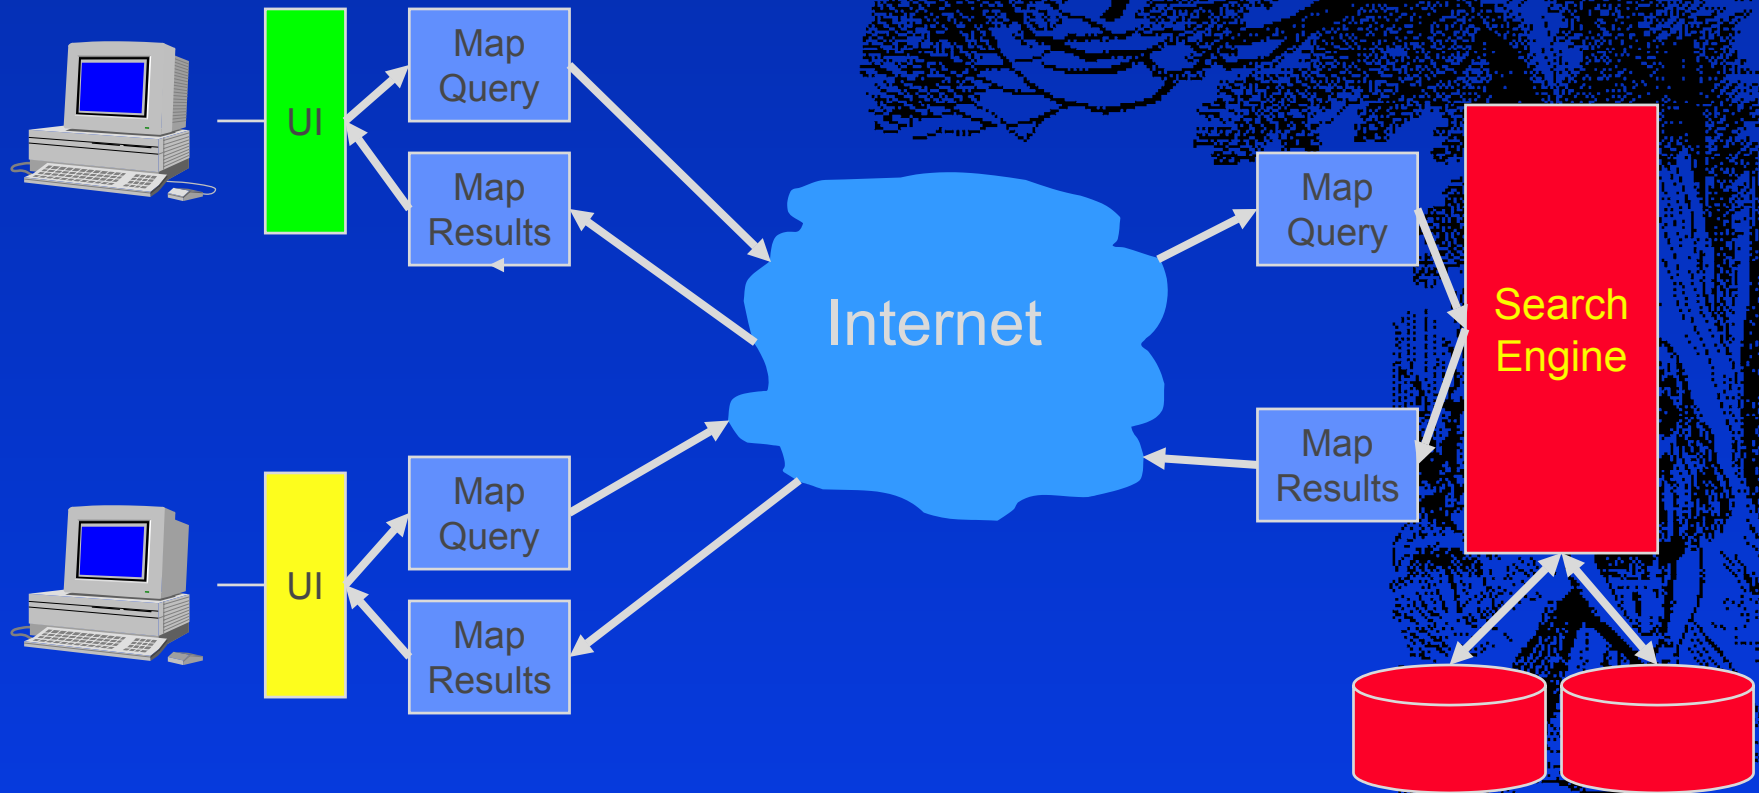 UI
Map
Query
Map
Results
Internet
Map
Query
Search
Engine
Map
Results
UI
Map
Query
Map
Results